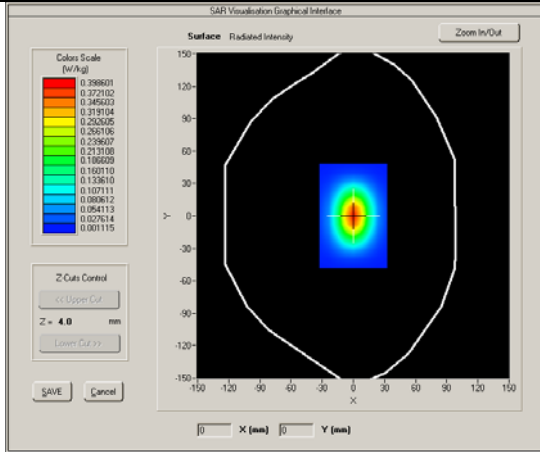 SAR Visualisation Graphical Interface
Colors Scale
(W/kg)
0.398601
0.372102
0.345603
0.319104
0.292605
0.266106
0.239607
0.213108
0.186609
0.160110
0.133610
0.107111
0.080612
0.054113
0.027614
0.001115
Z-Cuts Control
<< Upper Cut
Z = 4.0 mm
Lower Cut >>
SAVE Cancel
Surface Radiated Intensity
Zoom In/Out
150
120
90
60
30
0
-30
-60
-90
-120
-150
Y
-150 -120 -90 -60 -30 0 30 60 90 120 150
X
0 X (mm) 0 Y (mm)